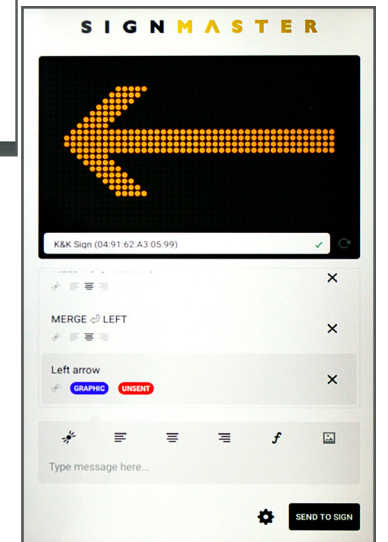 SIGNMASTER
K&K Sign (04:91:62:A3:05:99)
MERGE ⏎ LEFT
Left arrow
GRAPHIC UNSENT
Type message here...
SEND TO SIGN